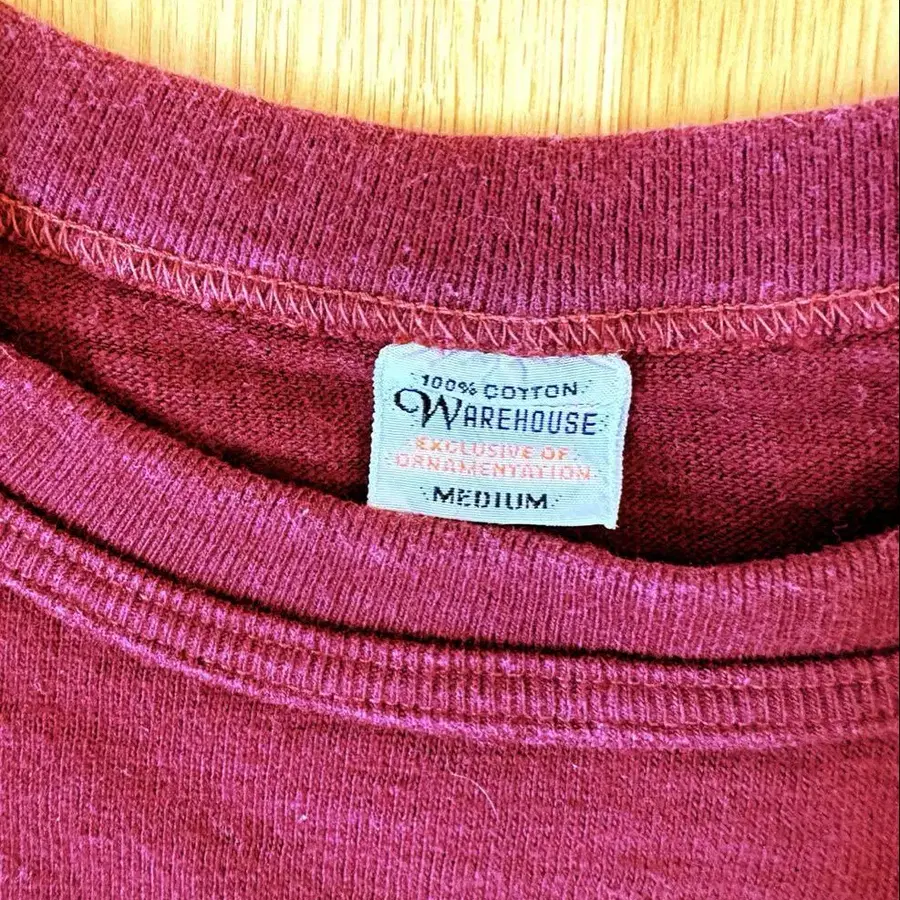 100% COTTON
WAREHOUSE
EXCLUSIVE OF
ORNAMENTATION
MEDIUM